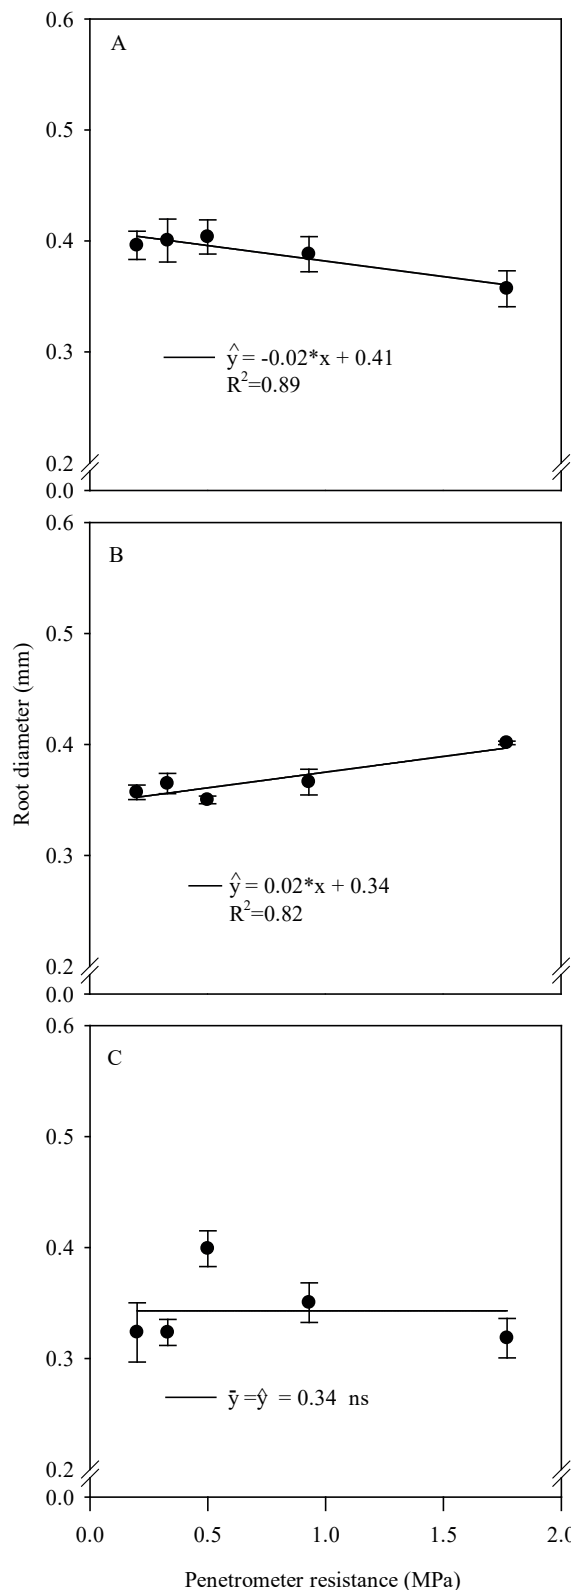 0.6
A
0.5
0.4
0.3
ŷ = -0.02*x + 0.41
R²=0.89
0.2
0.0
0.6
B
0.5
0.4
0.3
ŷ = 0.02*x + 0.34
R²=0.82
0.2
0.0
Root diameter (mm)
0.6
C
0.5
0.4
0.3
ȳ =ŷ = 0.34 ns
0.2
0.0
0.0 0.5 1.0 1.5 2.0
Penetrometer resistance (MPa)